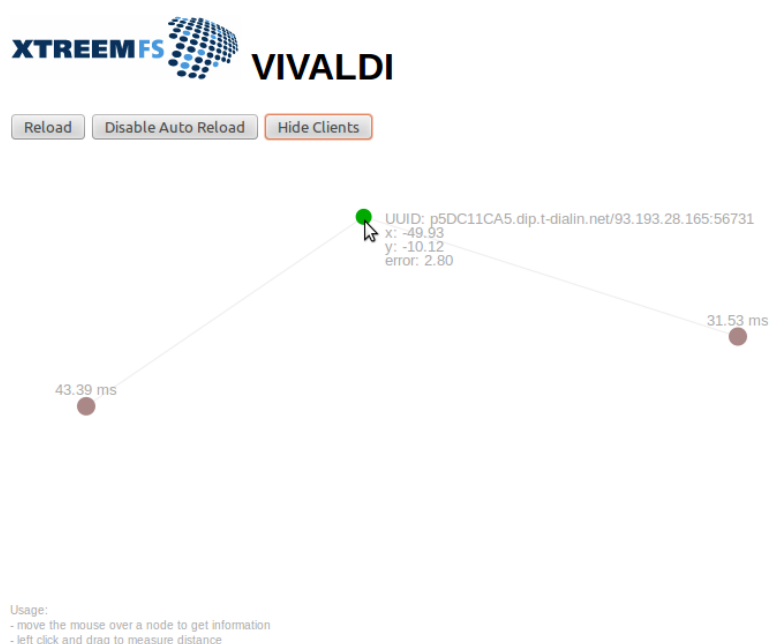 XTREEMFS
VIVALDI
Reload Disable Auto Reload Hide Clients
UUID: p5DC11CA5.dip.t-dialin.net/93.193.28.165:56731
x: -49.93
y: -10.12
error: 2.80
31.53 ms
43.39 ms
Usage:
- move the mouse over a node to get information
- left click and drag to measure distance